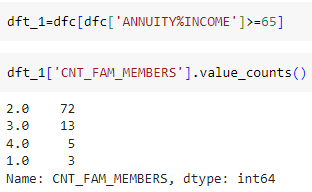 dft_1=dfc[dfc['ANNUITY%INCOME']>=65]
dft_1['CNT_FAM_MEMBERS'].value_counts()
2.0    72
3.0    13
4.0     5
1.0     3
Name: CNT_FAM_MEMBERS, dtype: int64